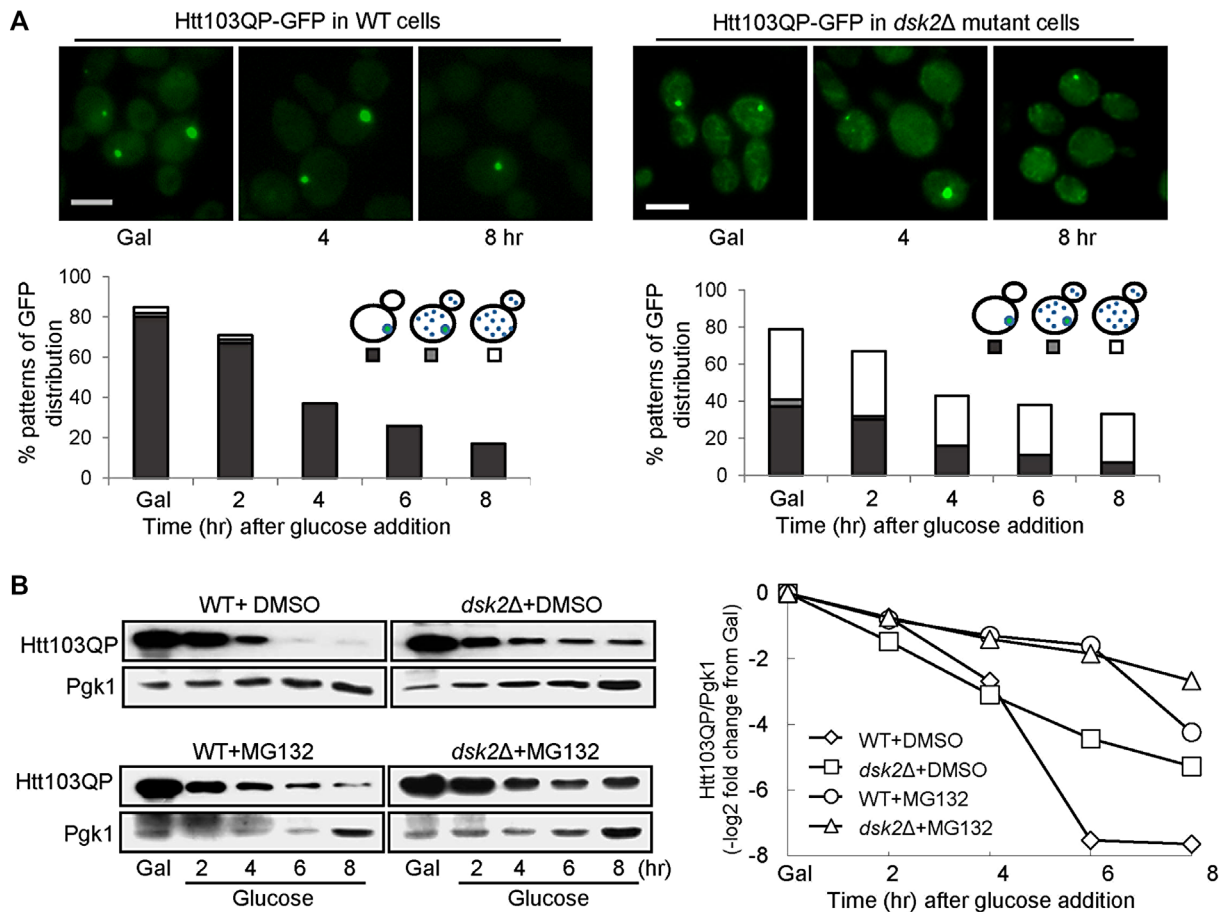 A
Htt103QP-GFP in WT cells
Htt103QP-GFP in dsk2Δ mutant cells
Gal 4 8 hr
Gal 4 8 hr
% patterns of GFP
distribution
100
80
60
40
20
0
Gal 2 4 6 8
Time (hr) after glucose addition
% patterns of GFP
distribution
100
80
60
40
20
0
Gal 2 4 6 8
Time (hr) after glucose addition
B
WT+ DMSO
dsk2Δ+DMSO
Htt103QP
Pgk1
WT+MG132
dsk2Δ+MG132
Htt103QP
Pgk1
Gal 2 4 6 8 Gal 2 4 6 8 (hr)
Glucose Glucose
Htt103QP/Pgk1
(-log2 fold change from Gal)
0
-2
-4
-6
-8
WT+DMSO
dsk2Δ+DMSO
WT+MG132
dsk2Δ+MG132
Gal 2 4 6 8
Time (hr) after glucose addition